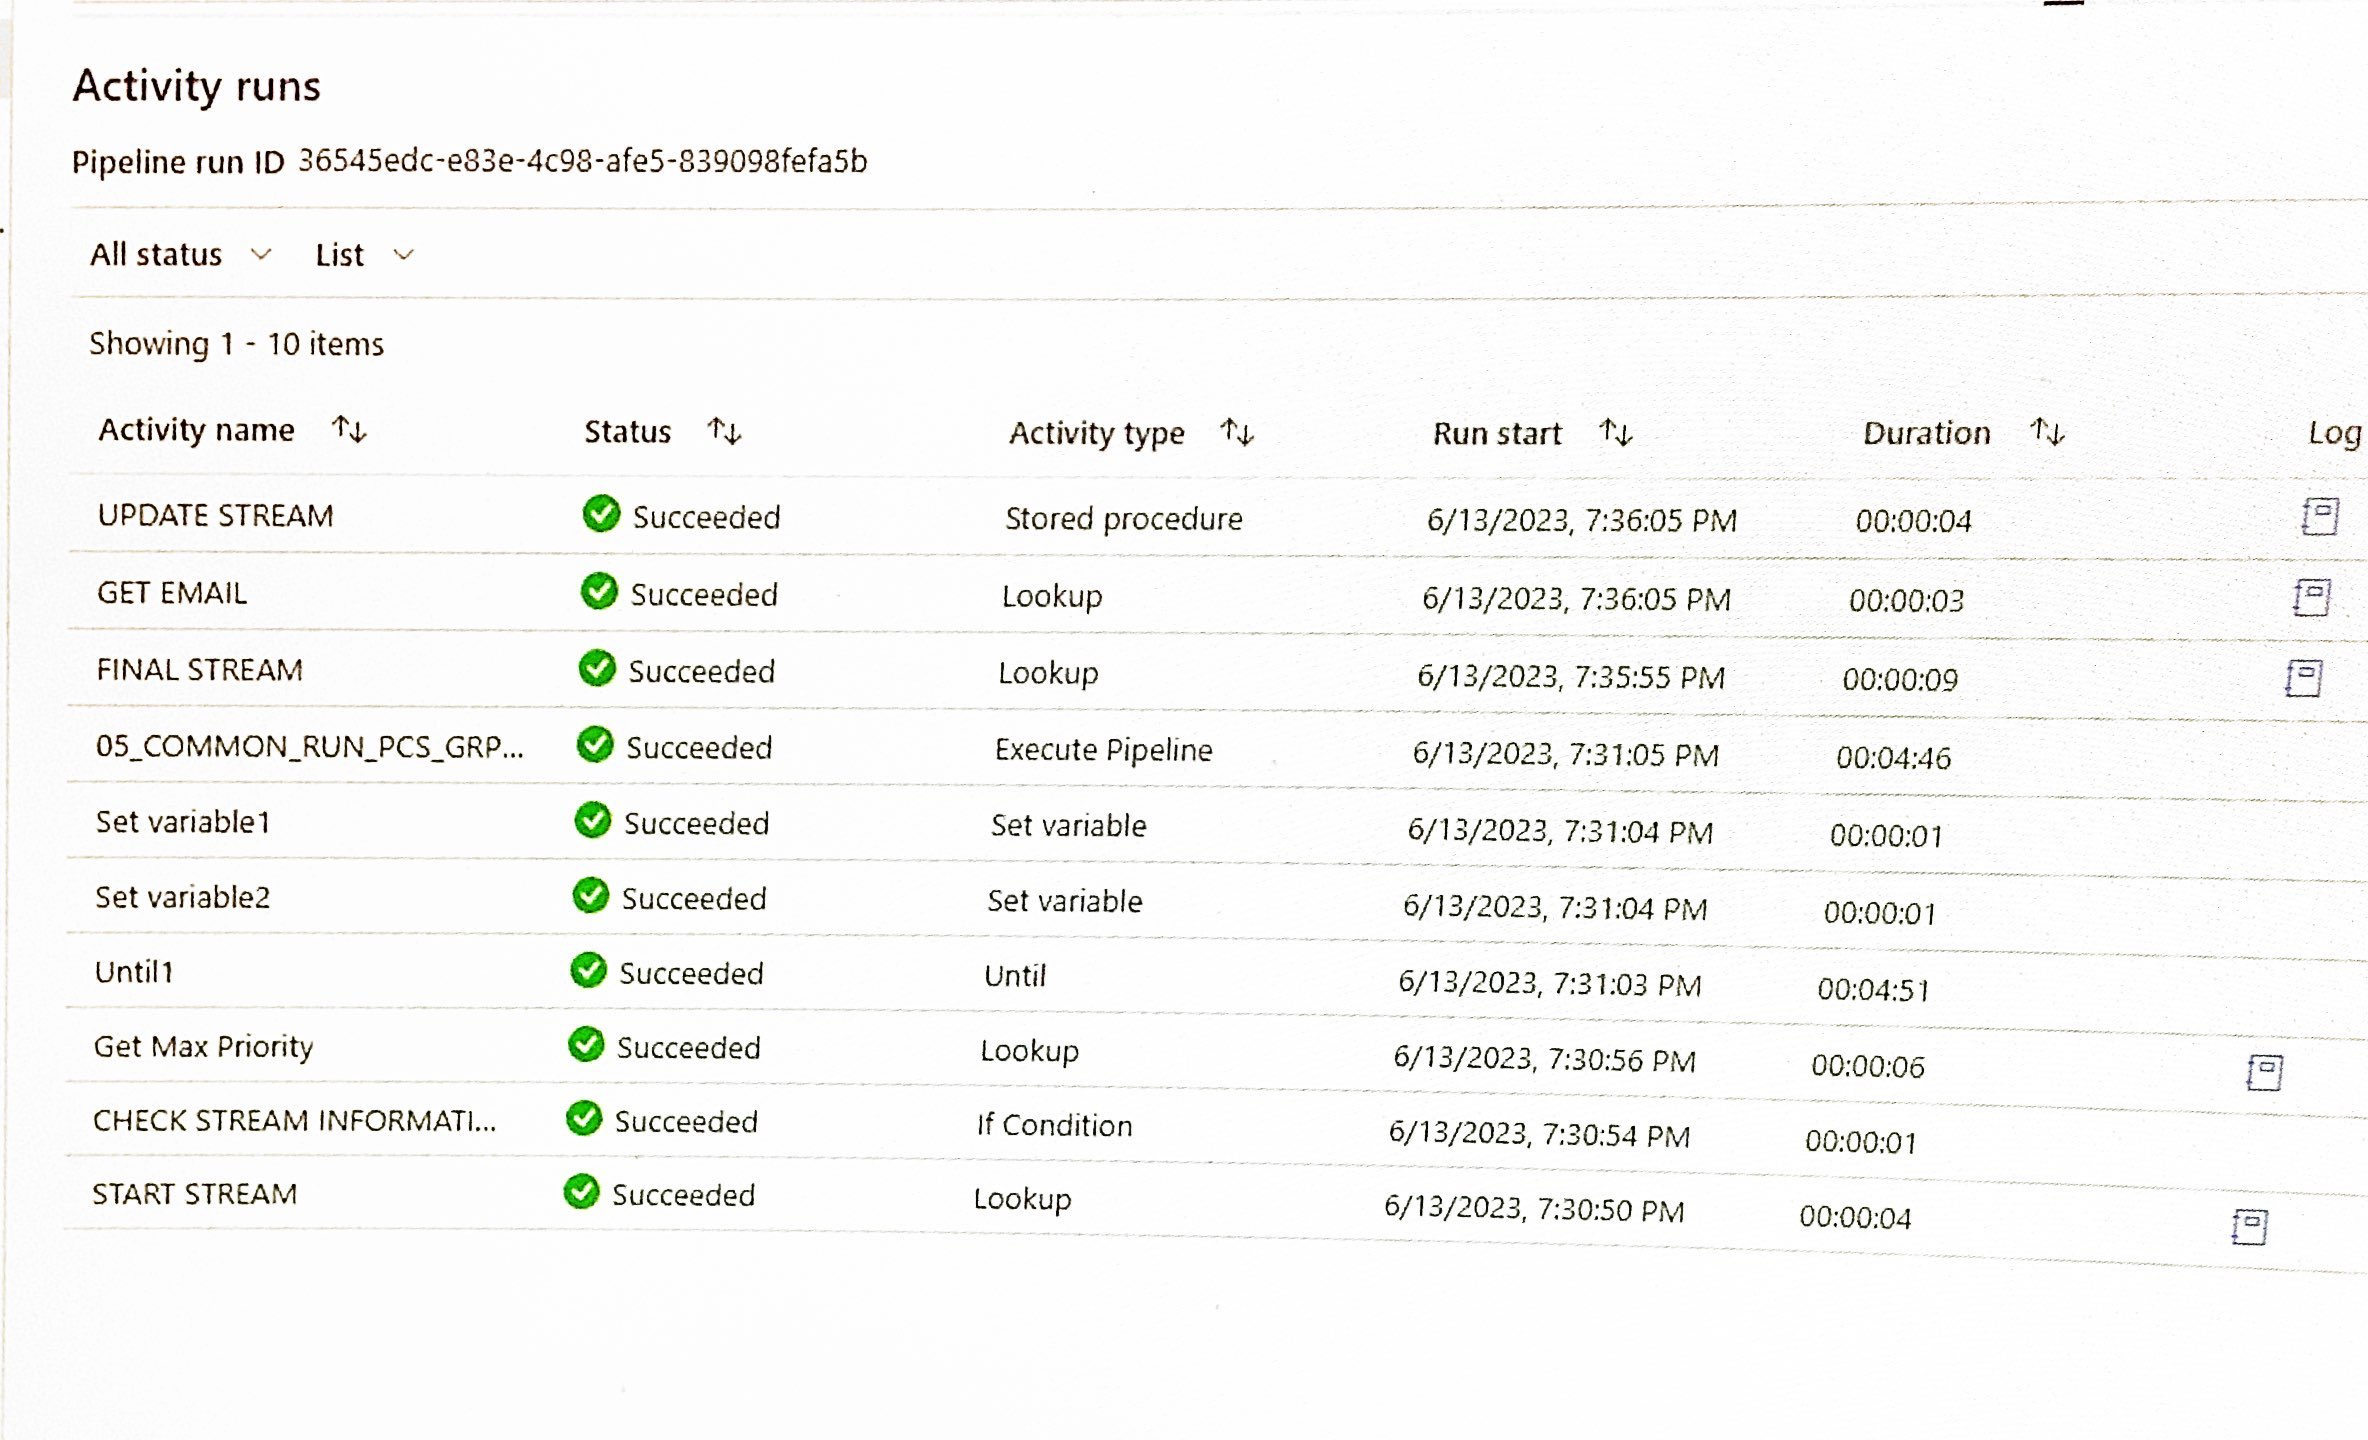 Activity runs
Pipeline run ID 36545edc-e83e-4c98-afe5-839098fefa5b
All status List
Showing 1 - 10 items
Activity name Status Activity type Run start Duration Log
UPDATE STREAM Succeeded Stored procedure 6/13/2023, 7:36:05 PM 00:00:04
GET EMAIL Succeeded Lookup 6/13/2023, 7:36:05 PM 00:00:03
FINAL STREAM Succeeded Lookup 6/13/2023, 7:35:55 PM 00:00:09
05_COMMON_RUN_PCS_GRP... Succeeded Execute Pipeline 6/13/2023, 7:31:05 PM 00:04:46
Set variable1 Succeeded Set variable 6/13/2023, 7:31:04 PM 00:00:01
Set variable2 Succeeded Set variable 6/13/2023, 7:31:04 PM 00:00:01
Until1 Succeeded Until 6/13/2023, 7:31:03 PM 00:04:51
Get Max Priority Succeeded Lookup 6/13/2023, 7:30:56 PM 00:00:06
CHECK STREAM INFORMATI... Succeeded If Condition 6/13/2023, 7:30:54 PM 00:00:01
START STREAM Succeeded Lookup 6/13/2023, 7:30:50 PM 00:00:04